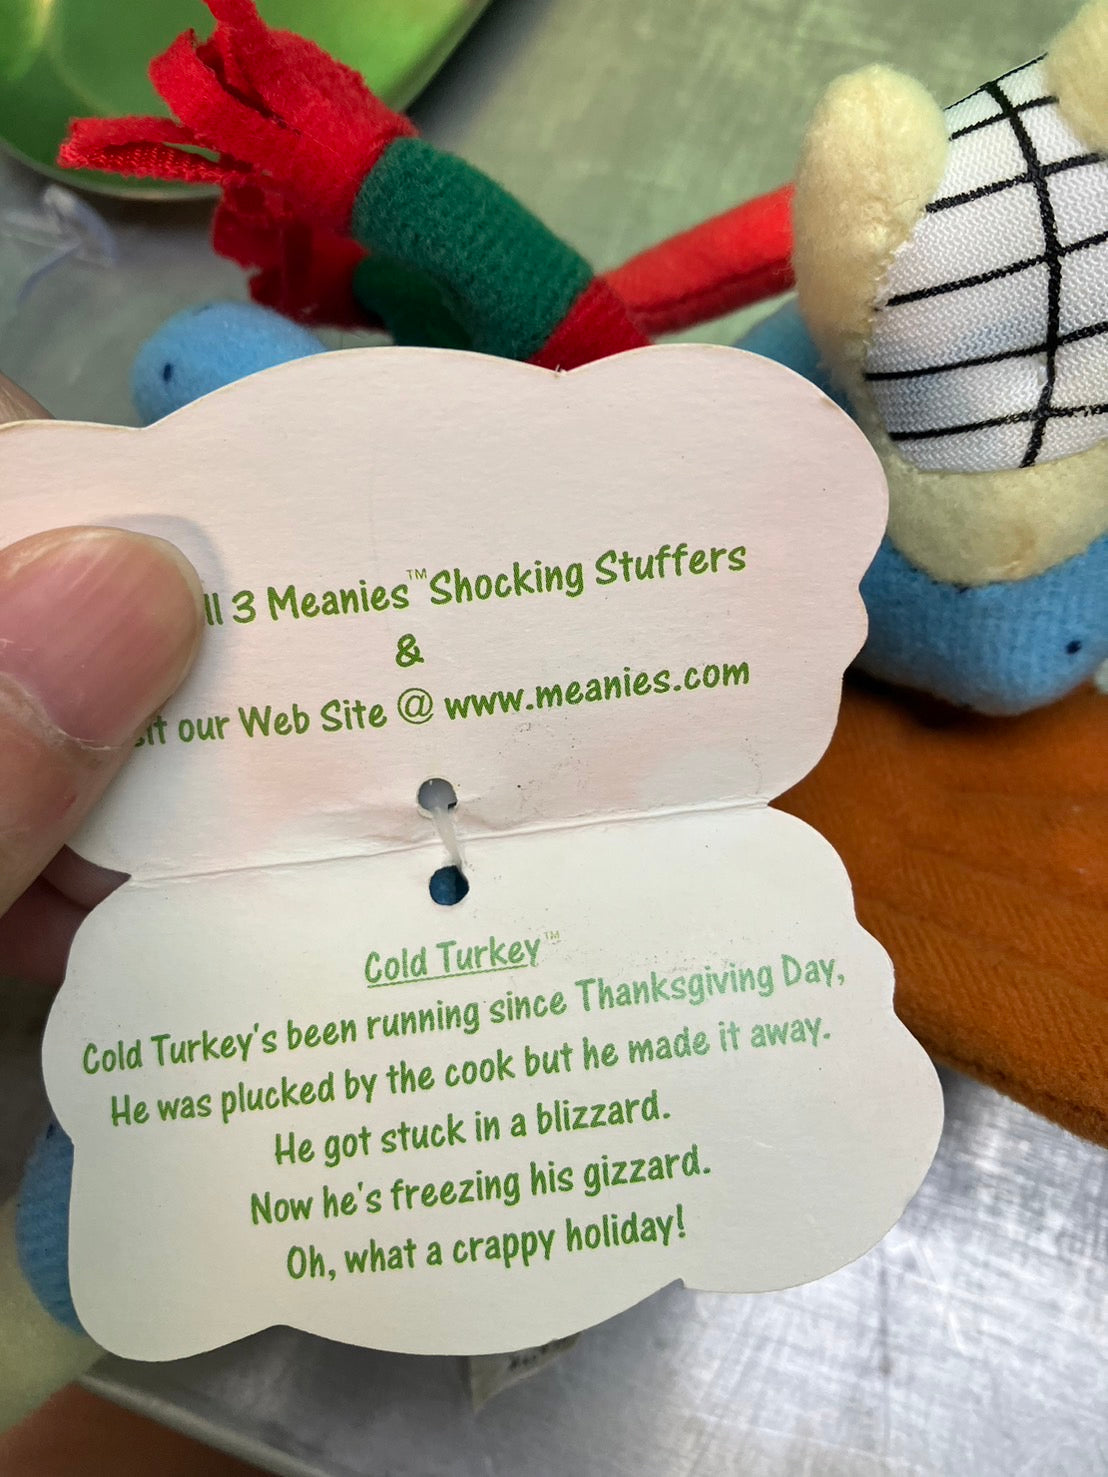 3 Meanies™ Shocking Stuffers
&
our Web Site @ www.meanies.com
Cold Turkey™
Cold Turkey's been running since Thanksgiving Day,
He was plucked by the cook but he made it away.
He got stuck in a blizzard.
Now he's freezing his gizzard.
Oh, what a crappy holiday!